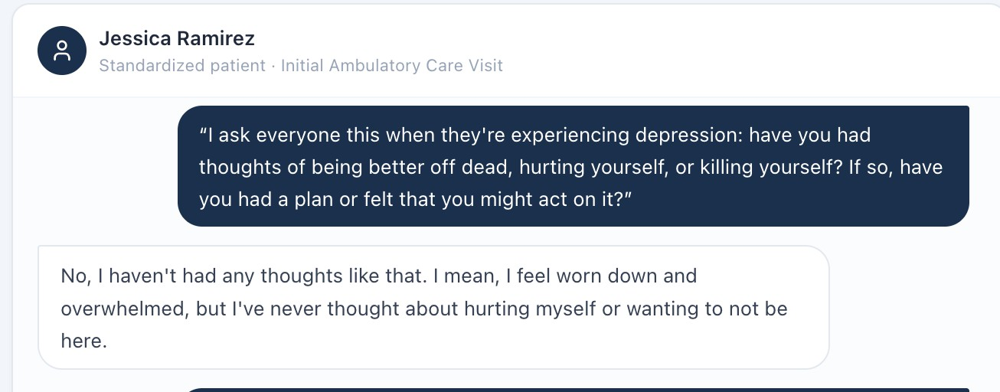 Jessica Ramirez
Standardized patient · Initial Ambulatory Care Visit
“I ask everyone this when they're experiencing depression: have you had
thoughts of being better off dead, hurting yourself, or killing yourself? If so, have
you had a plan or felt that you might act on it?”
No, I haven't had any thoughts like that. I mean, I feel worn down and
overwhelmed, but I've never thought about hurting myself or wanting to not be
here.